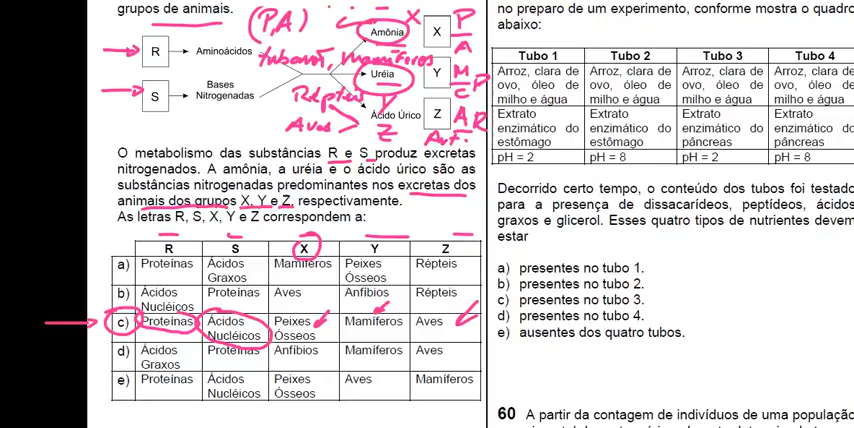 grupos de animais.
(P,A)
Amônia
X
X
P
A
R
Aminoácidos
tubarões, Mamíferos
Uréia
Y
M
S
Bases
Nitrogenadas
Répteis
Y
Ácido Úrico
Z
A
R
Aves
Z
O metabolismo das substâncias R e S produz excretas
nitrogenados. A amônia, a uréia e o ácido úrico são as
substâncias nitrogenadas predominantes nos excretas dos
animais dos grupos X, Y e Z, respectivamente.
As letras R, S, X, Y e Z correspondem a:
R S X Y Z
a) Proteínas Ácidos Mamíferos Peixes Répteis
Graxos Ósseos
b) Ácidos Proteínas Aves Anfíbios Répteis
Nucléicos
c) Proteínas Ácidos Peixes Mamíferos Aves
Nucléicos Ósseos
d) Ácidos Proteínas Anfíbios Mamíferos Aves
Graxos
e) Proteínas Ácidos Peixes Aves Mamíferos
Nucléicos Ósseos
no preparo de um experimento, conforme mostra o quadro
abaixo:
Tubo 1 Tubo 2 Tubo 3 Tubo 4
Arroz, clara de Arroz, clara de Arroz, clara de Arroz, clara de
ovo, óleo de ovo, óleo de ovo, óleo de ovo, óleo de
milho e água milho e água milho e água milho e água
Extrato Extrato Extrato Extrato
enzimático do enzimático do enzimático do enzimático do
estômago estômago pâncreas pâncreas
pH = 2 pH = 8 pH = 2 pH = 8
Decorrido certo tempo, o conteúdo dos tubos foi testado
para a presença de dissacarídeos, peptídeos, ácidos
graxos e glicerol. Esses quatro tipos de nutrientes devem
estar
a) presentes no tubo 1.
b) presentes no tubo 2.
c) presentes no tubo 3.
d) presentes no tubo 4.
e) ausentes dos quatro tubos.
60 A partir da contagem de indivíduos de uma população